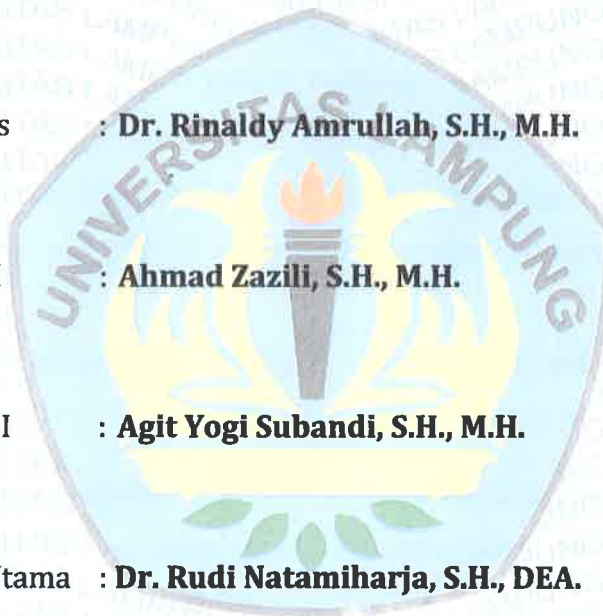 s : Dr. Rinaldy Amrullah, S.H., M.H.
: Ahmad Zazili, S.H., M.H.
I : Agit Yogi Subandi, S.H., M.H.
tama : Dr. Rudi Natamiharja, S.H., DEA.
UNIVERSITAS LAMPUNG